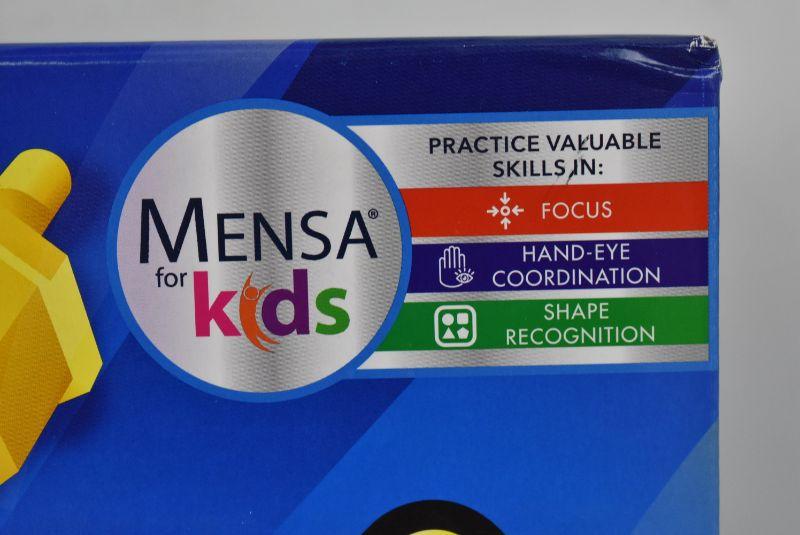 MENSA®
for
kids
PRACTICE VALUABLE
SKILLS IN:
FOCUS
HAND-EYE
COORDINATION
SHAPE
RECOGNITION